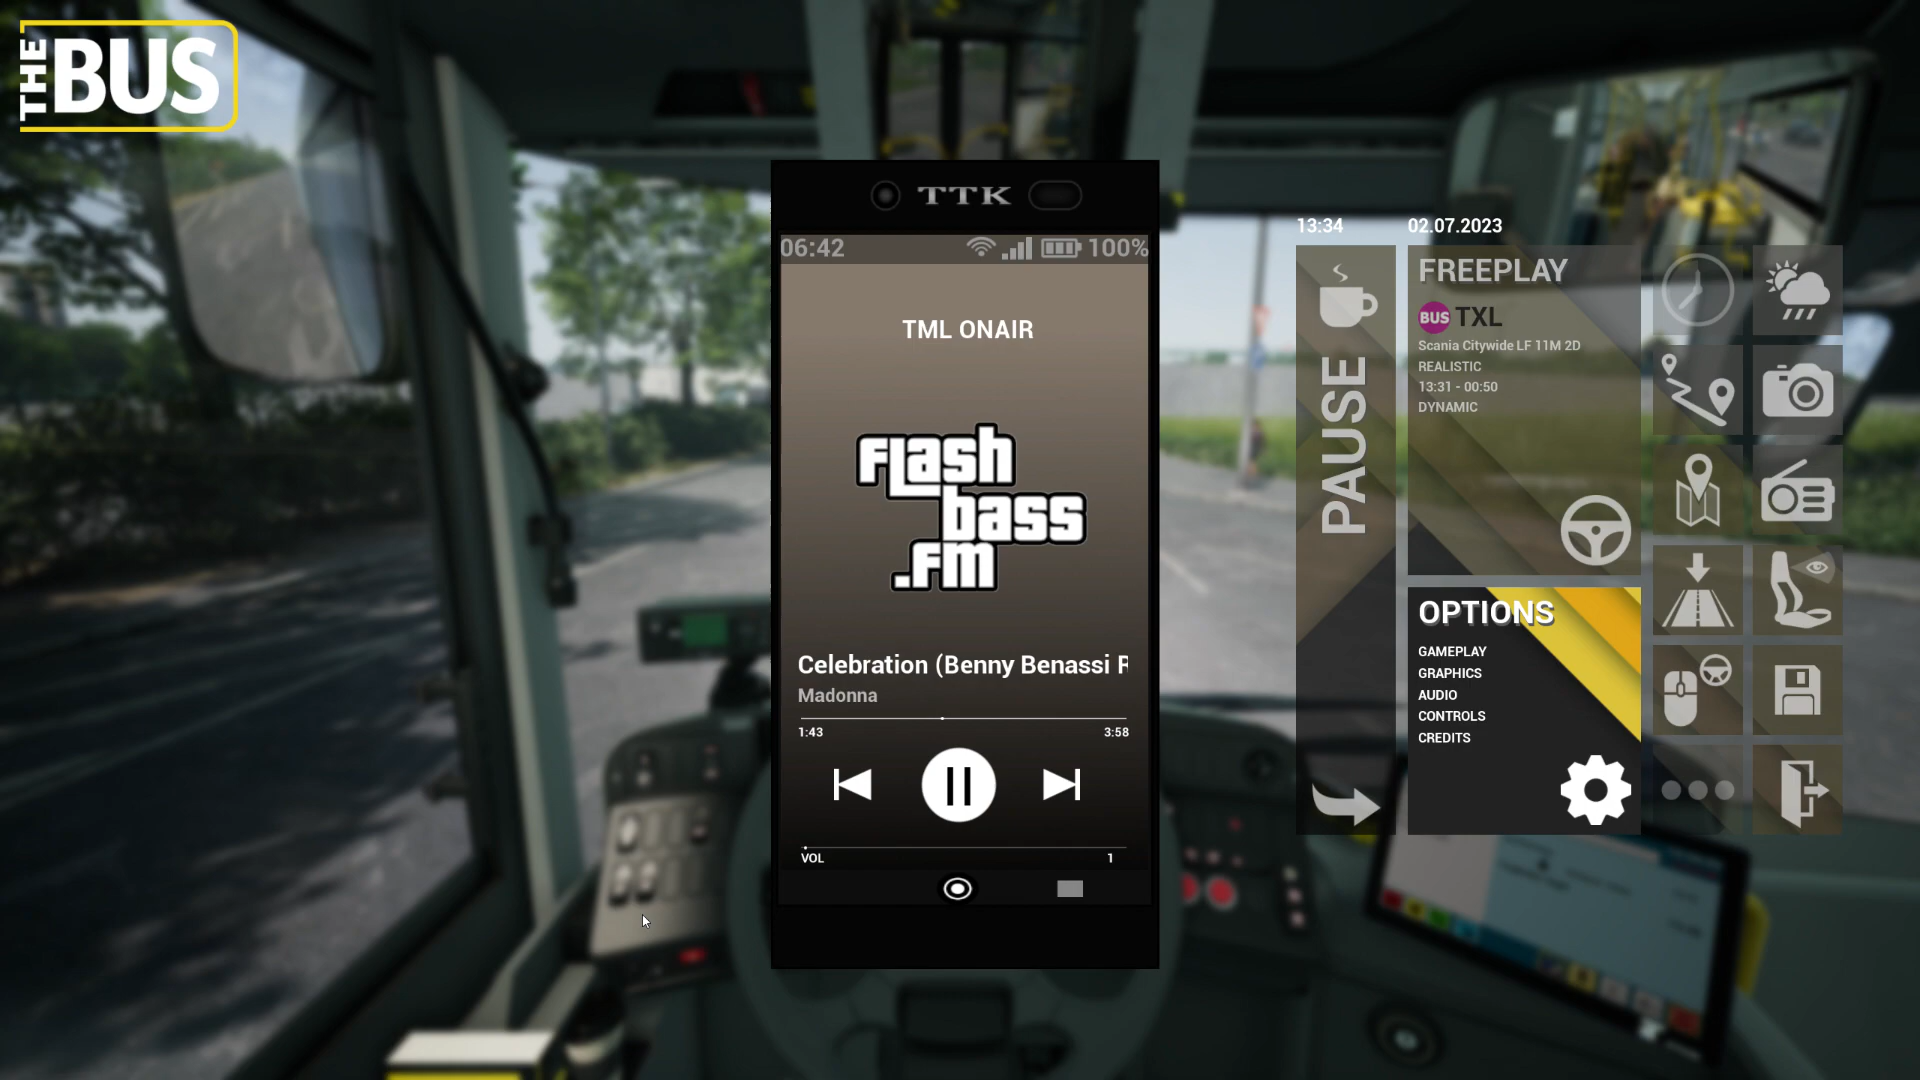 THE BUS
TTK
06:42 100%
TML ONAIR
FLash
bass
.FM
Celebration (Benny Benassi R
Madonna
1:43 3:58
VOL 1
13:34 02.07.2023
PAUSE
FREEPLAY
BUS TXL
Scania Citywide LF 11M 2D
REALISTIC
13:31 - 00:50
DYNAMIC
OPTIONS
GAMEPLAY
GRAPHICS
AUDIO
CONTROLS
CREDITS